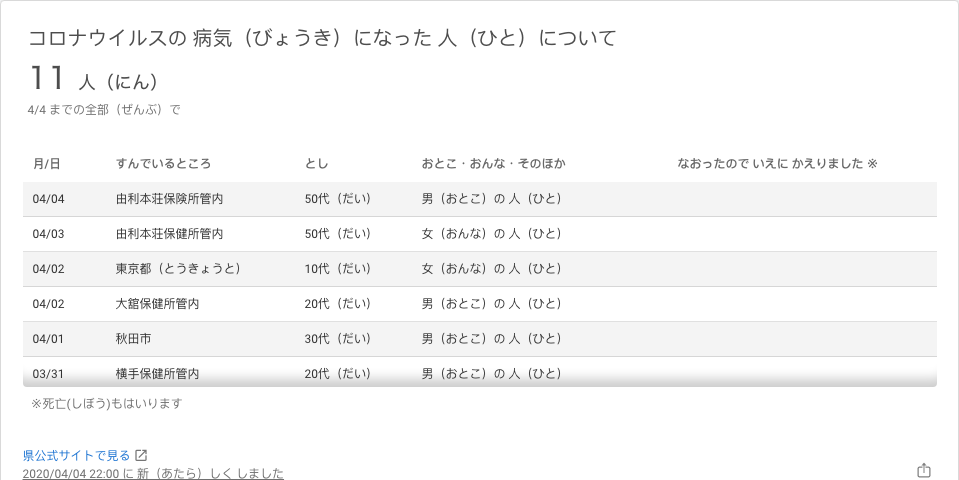 コロナウイルスの 病気（びょうき）になった 人（ひと）について
11 人（にん）
4/4 までの全部（ぜんぶ）で
月/日 すんでいるところ とし おとこ・おんな・そのほか なおったので いえに かえりました ※
04/04 由利本荘保険所管内 50代（だい） 男（おとこ）の 人（ひと）
04/03 由利本荘保健所管内 50代（だい） 女（おんな）の 人（ひと）
04/02 東京都（とうきょうと） 10代（だい） 女（おんな）の 人（ひと）
04/02 大舘保健所管内 20代（だい） 男（おとこ）の 人（ひと）
04/01 秋田市 30代（だい） 男（おとこ）の 人（ひと）
03/31 横手保健所管内 20代（だい） 男（おとこ）の 人（ひと）
※死亡(しぼう)もはいります
県公式サイトで見る
2020/04/04 22:00 に 新（あたら）しく しました